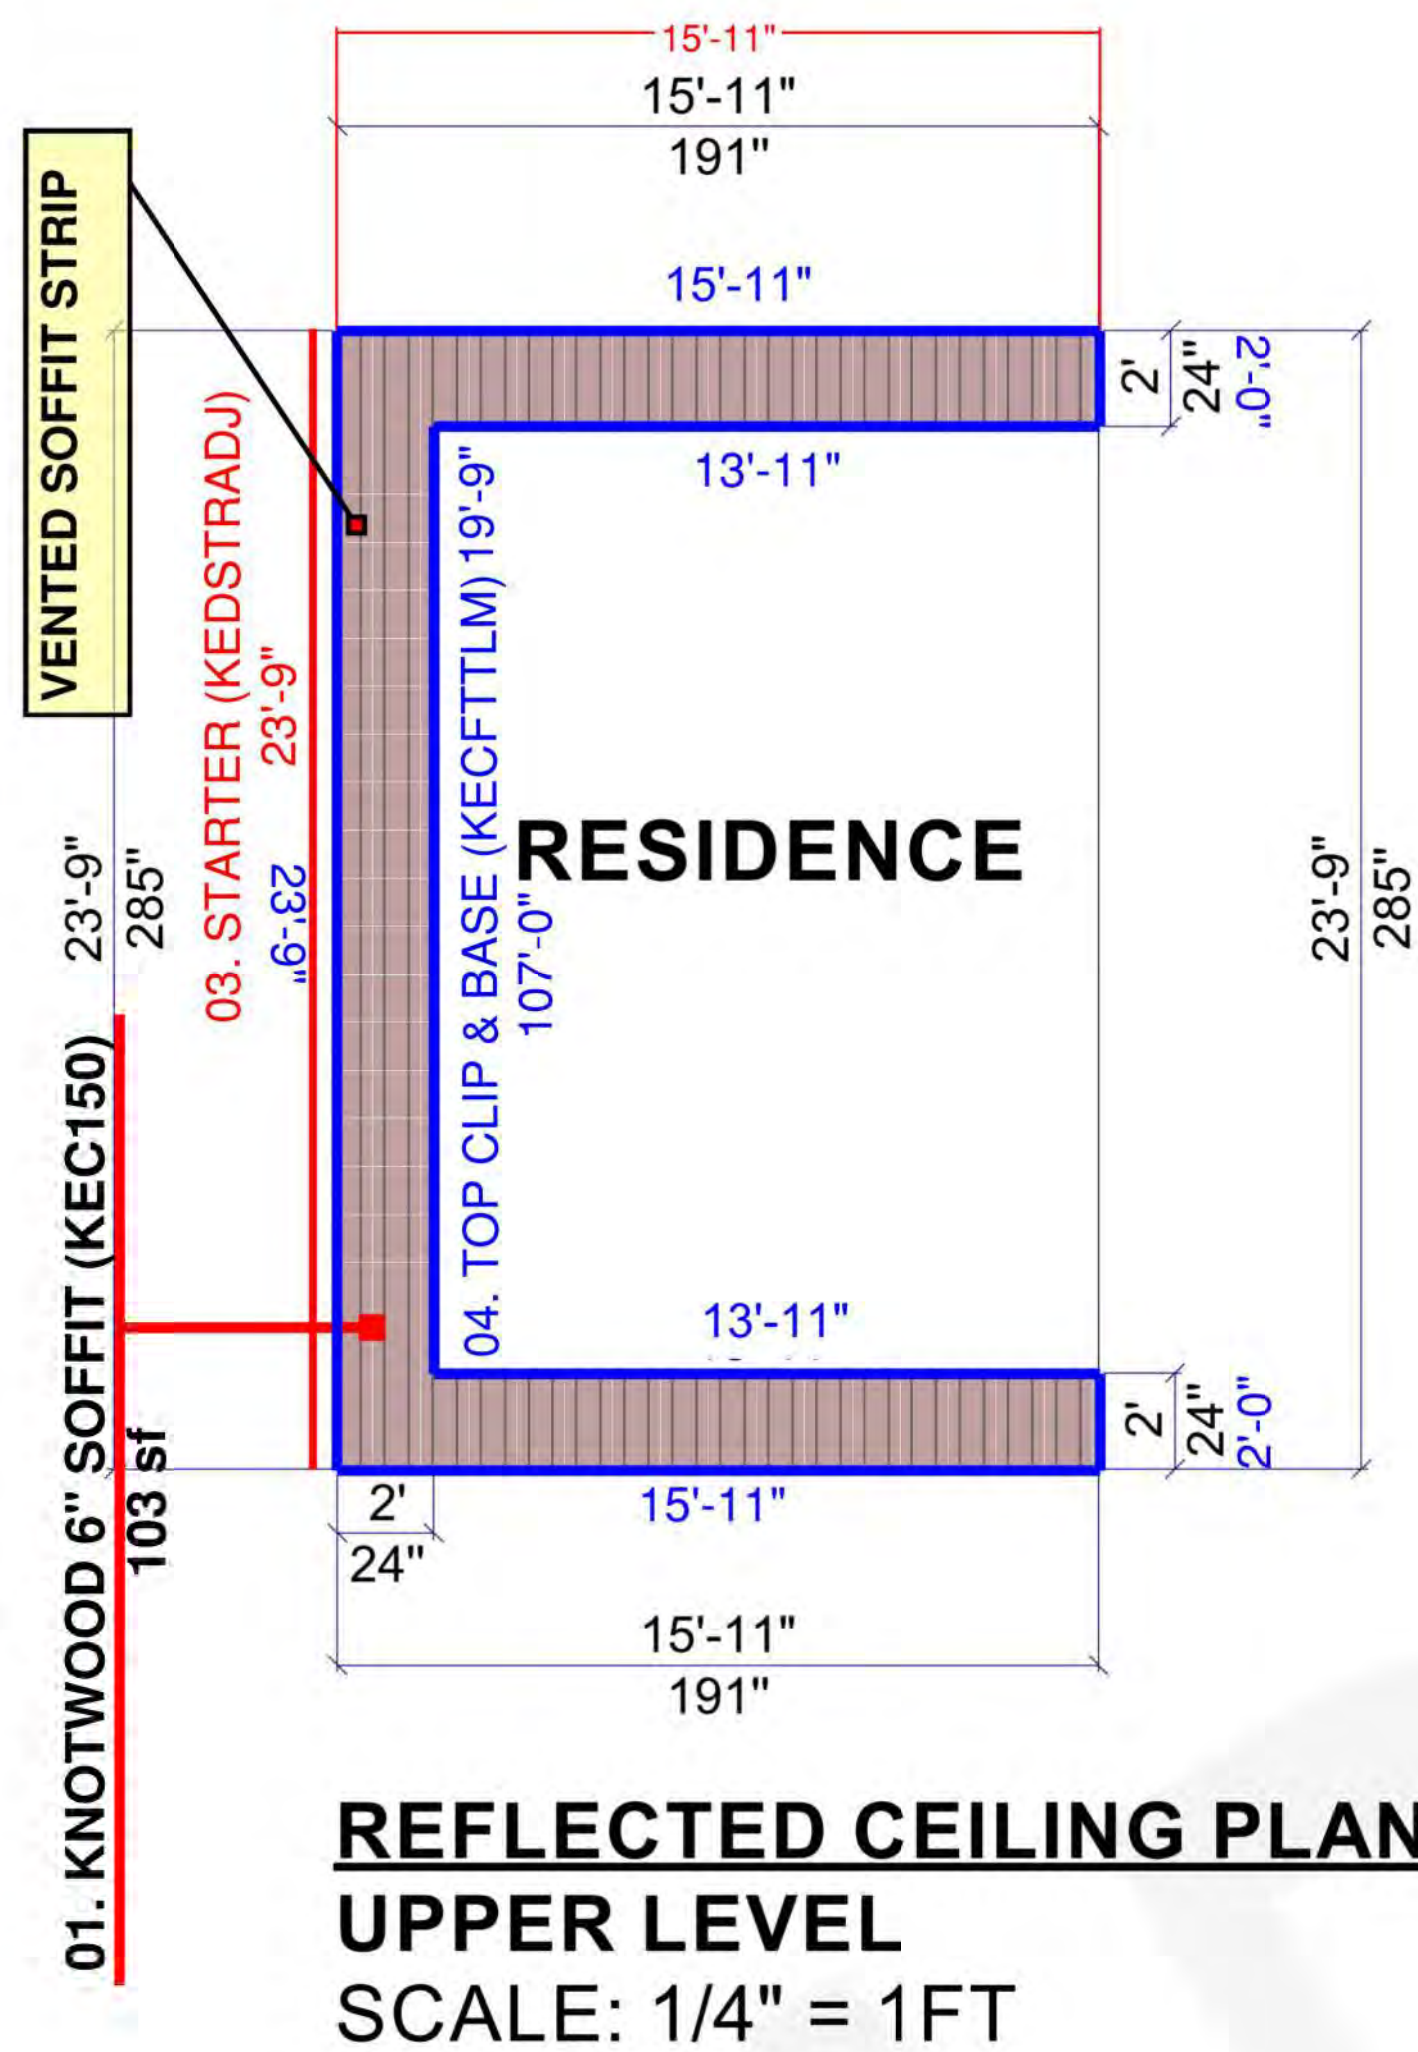 15'-11"
15'-11"
191"
VENTED SOFFIT STRIP
15'-11"
2'
24"
2'-0"
13'-11"
03. STARTER (KEDSTRADJ)
23'-9"
23'-9"
04. TOP CLIP & BASE (KECFTTLM) 19'-9"
107'-0"
RESIDENCE
23'-9"
285"
23'-9"
285"
01. KNOTWOOD 6" SOFFIT (KEC150)
103 sf
13'-11"
2'
24"
2'-0"
15'-11"
2'
24"
15'-11"
191"
REFLECTED CEILING PLAN
UPPER LEVEL
SCALE: 1/4" = 1FT